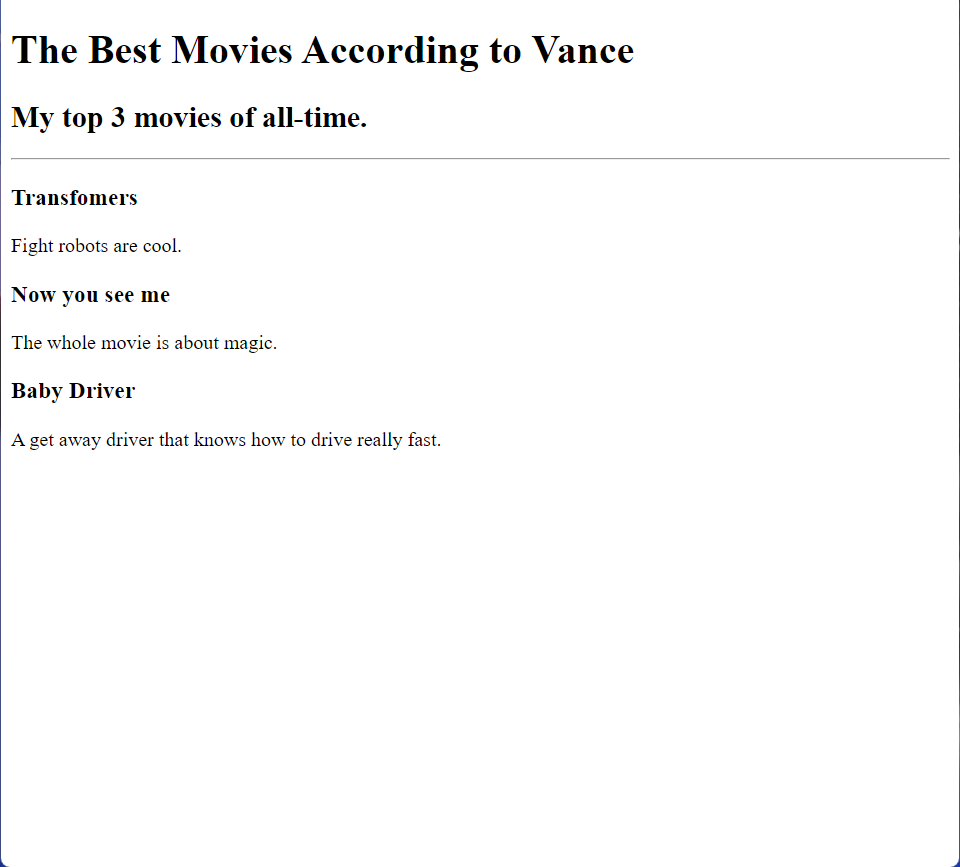 The Best Movies According to Vance
My top 3 movies of all-time.
Transfomers
Fight robots are cool.
Now you see me
The whole movie is about magic.
Baby Driver
A get away driver that knows how to drive really fast.